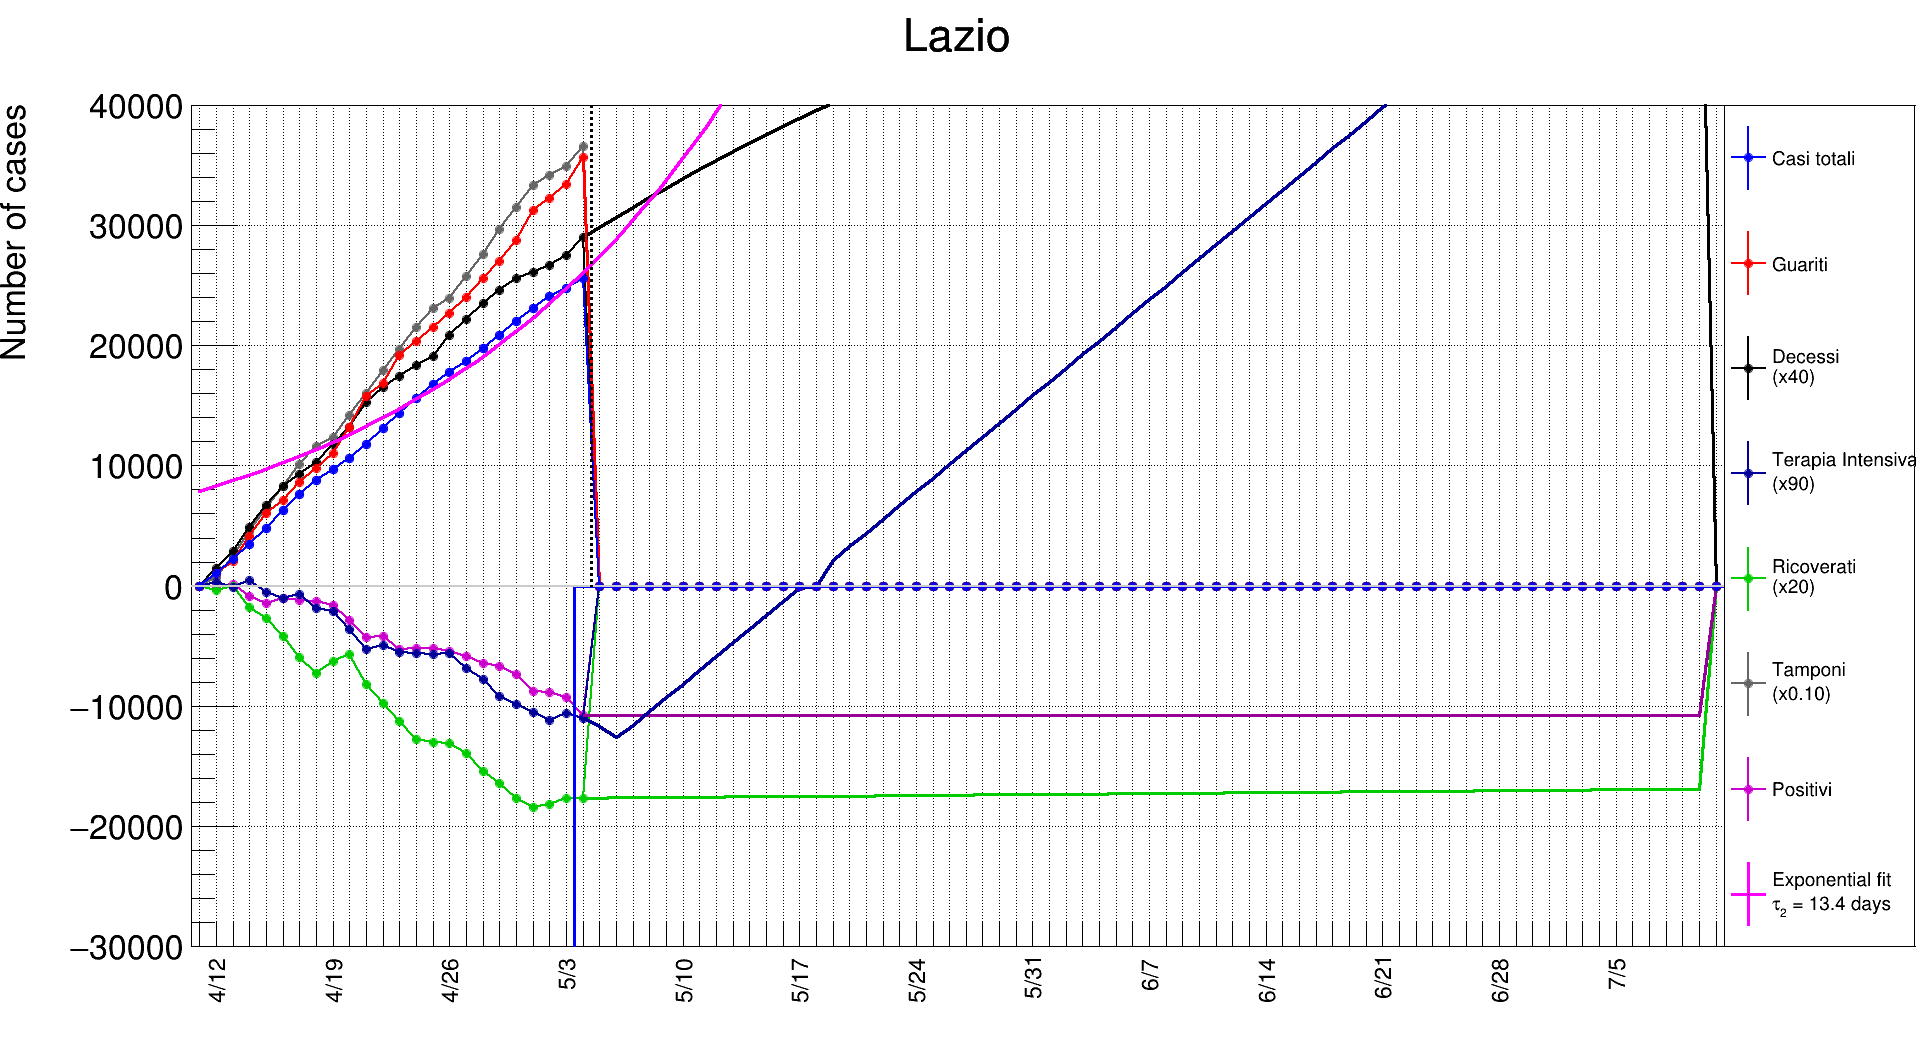 Lazio
Number of cases
40000
30000
20000
10000
0
−10000
−20000
−30000
4/12
4/19
4/26
5/3
5/10
5/17
5/24
5/31
6/7
6/14
6/21
6/28
7/5
Casi totali
Guariti
Decessi
(x40)
Terapia Intensiva
(x90)
Ricoverati
(x20)
Tamponi
(x0.10)
Positivi
Exponential fit
τ₂ = 13.4 days